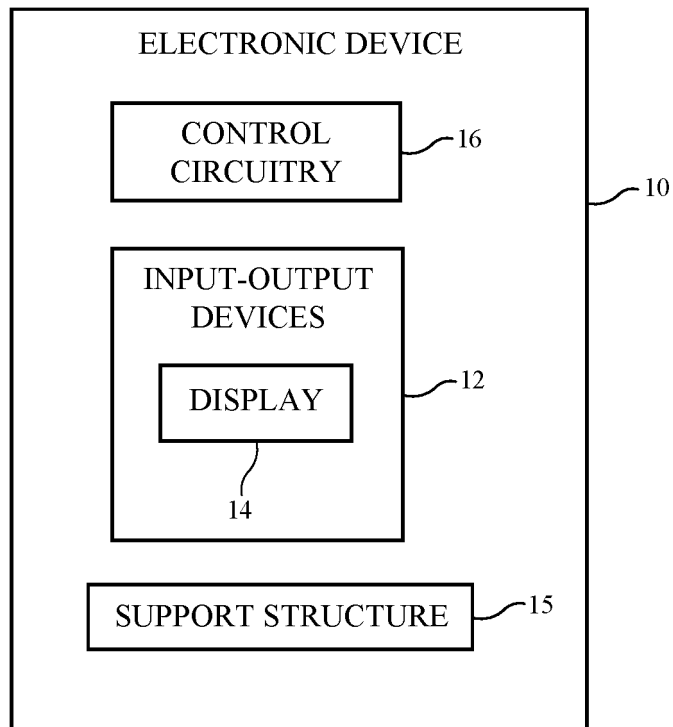 ELECTRONIC DEVICE
CONTROL
CIRCUITRY
16
10
INPUT-OUTPUT
DEVICES
DISPLAY
12
14
SUPPORT STRUCTURE
15